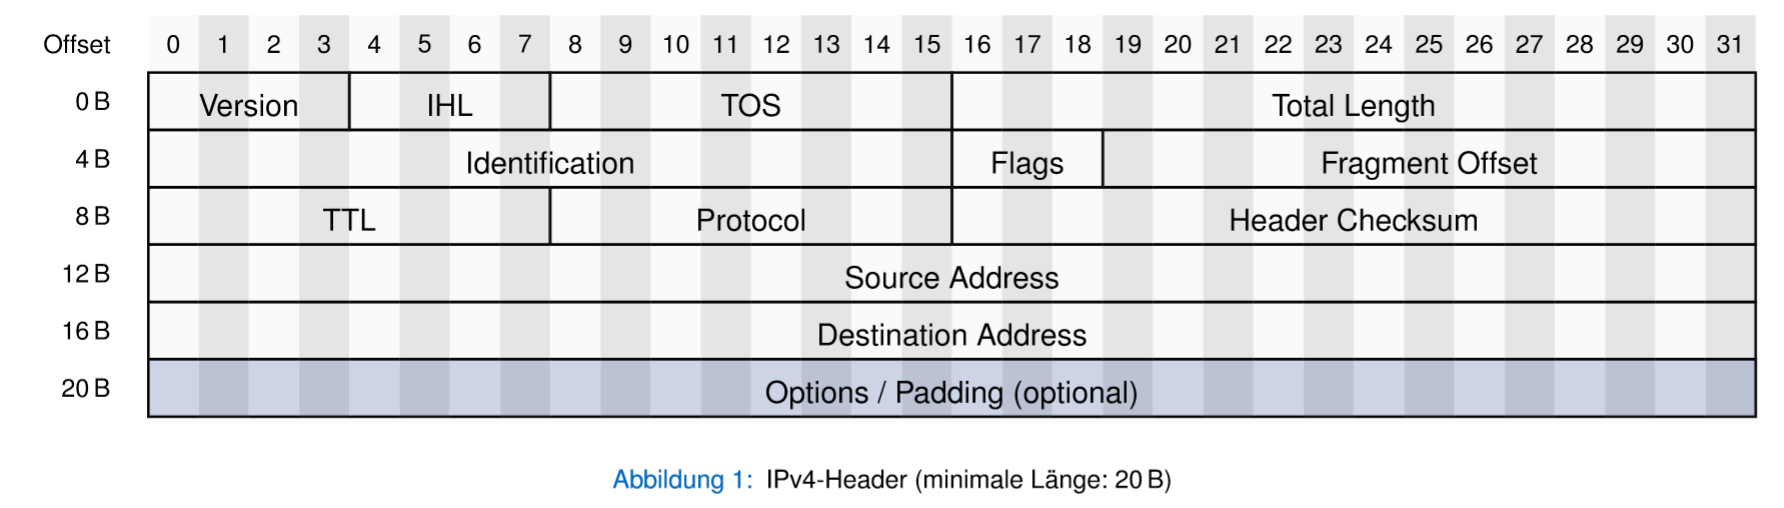 Offset 0 1 2 3 4 5 6 7 8 9 10 11 12 13 14 15 16 17 18 19 20 21 22 23 24 25 26 27 28 29 30 31
0 B Version IHL TOS Total Length
4 B Identification Flags Fragment Offset
8 B TTL Protocol Header Checksum
12 B Source Address
16 B Destination Address
20 B Options / Padding (optional)
Abbildung 1: IPv4-Header (minimale Länge: 20 B)